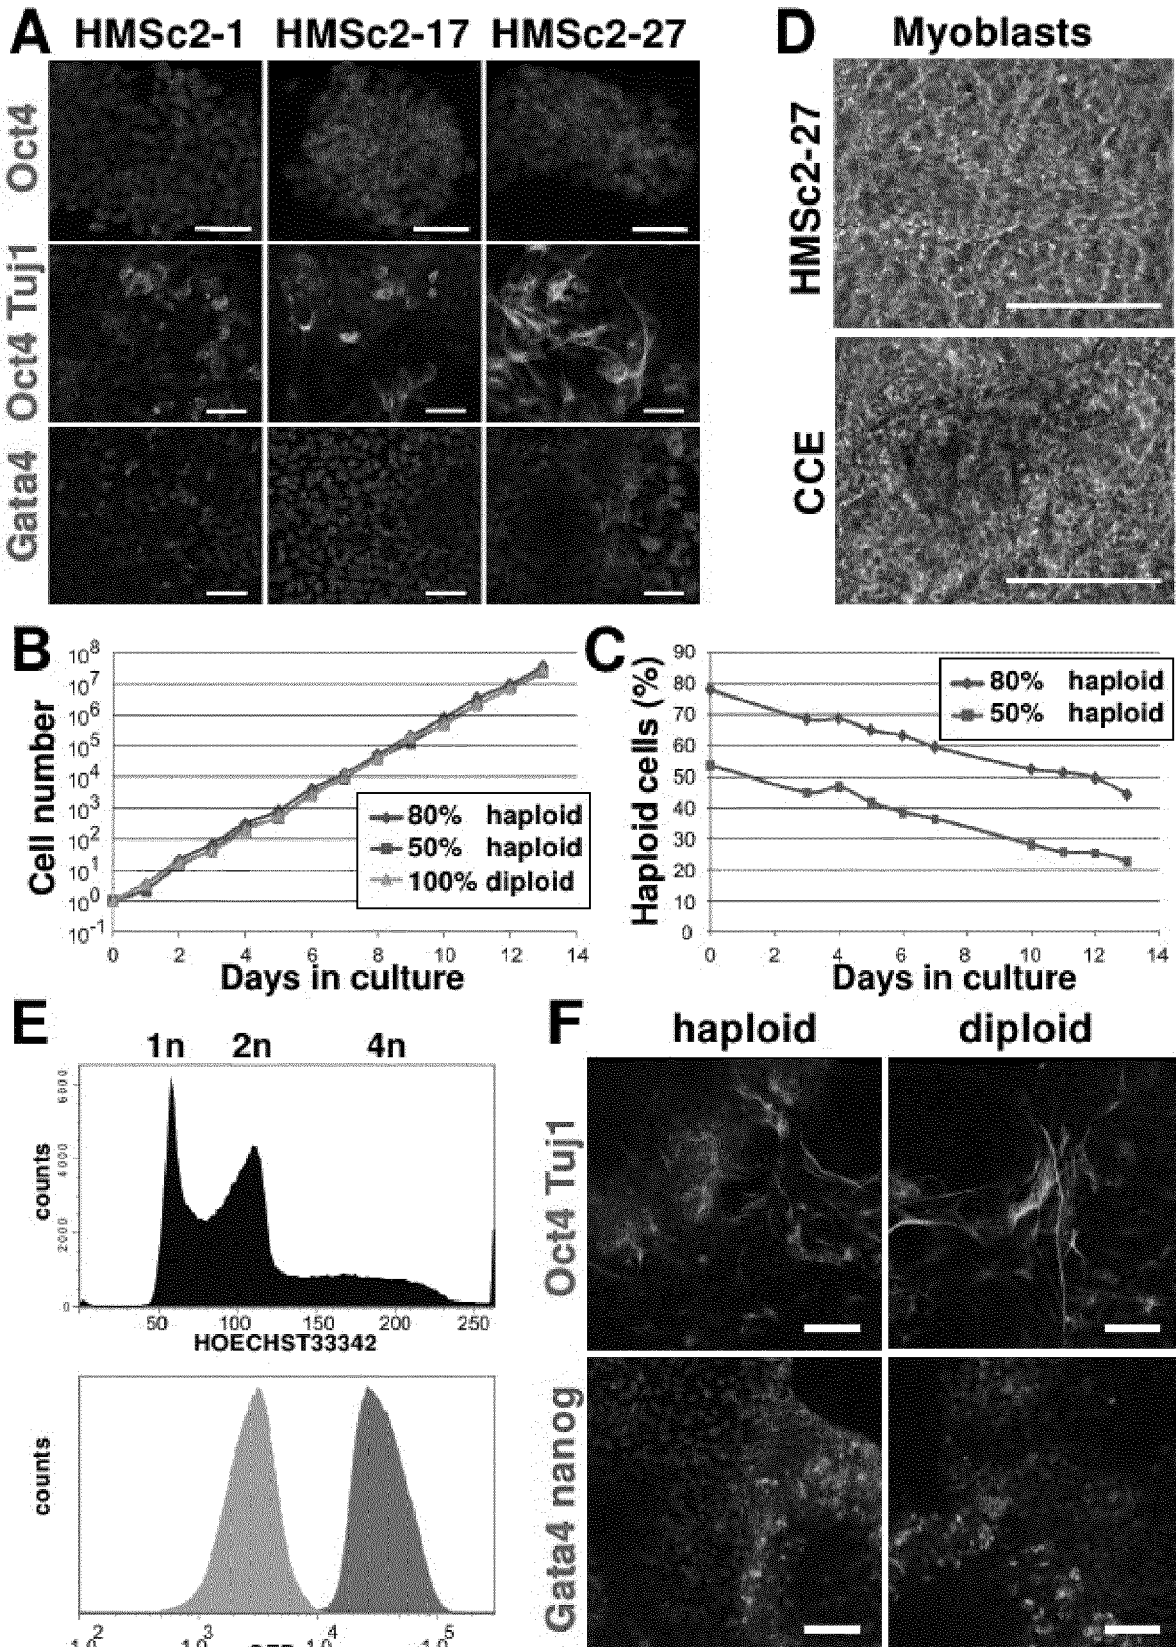 A HMSc2-1 HMSc2-17 HMSc2-27
Oct4
Oct4 Tuj1
Gata4
D Myoblasts
HMSc2-27
CCE
B
Cell number
10^8
10^7
10^6
10^5
10^4
10^3
10^2
10^1
10^0
10^-1
80% haploid
50% haploid
100% diploid
0 2 4 6 8 10 12 14
Days in culture
C
Haploid cells (%)
90
80
70
60
50
40
30
20
10
0
80% haploid
50% haploid
0 2 4 6 8 10 12 14
Days in culture
E
1n 2n 4n
counts
6000
4000
2000
0
50 100 150 200 250
HOECHST33342
counts
10^2 10^3 10^4 10^5
F haploid diploid
Oct4 Tuj1
Gata4 nanog